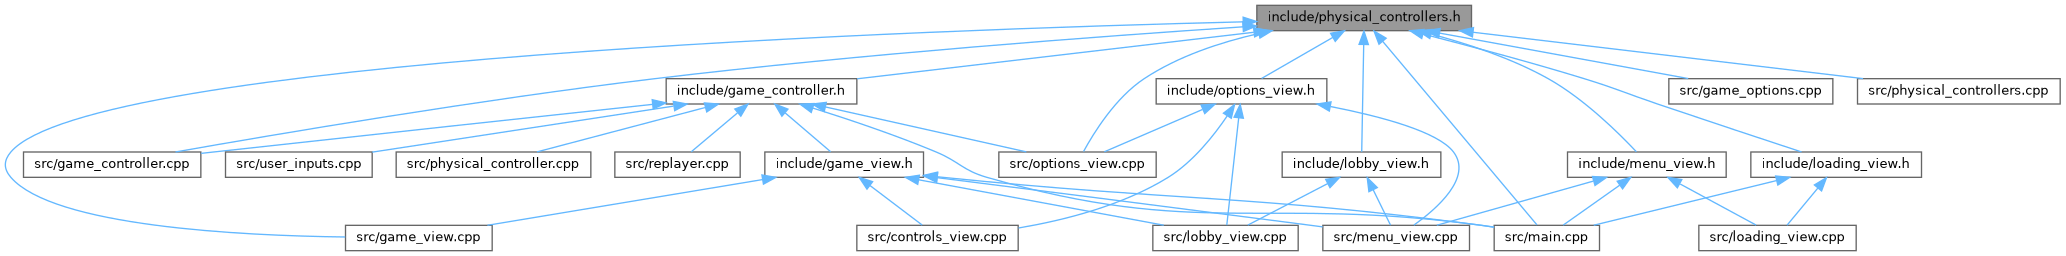 include/physical_controllers.h
include/game_controller.h
include/options_view.h
src/game_options.cpp
src/physical_controllers.cpp
src/game_controller.cpp
src/user_inputs.cpp
src/physical_controller.cpp
src/replayer.cpp
include/game_view.h
src/options_view.cpp
include/lobby_view.h
include/menu_view.h
include/loading_view.h
src/game_view.cpp
src/controls_view.cpp
src/lobby_view.cpp
src/menu_view.cpp
src/main.cpp
src/loading_view.cpp